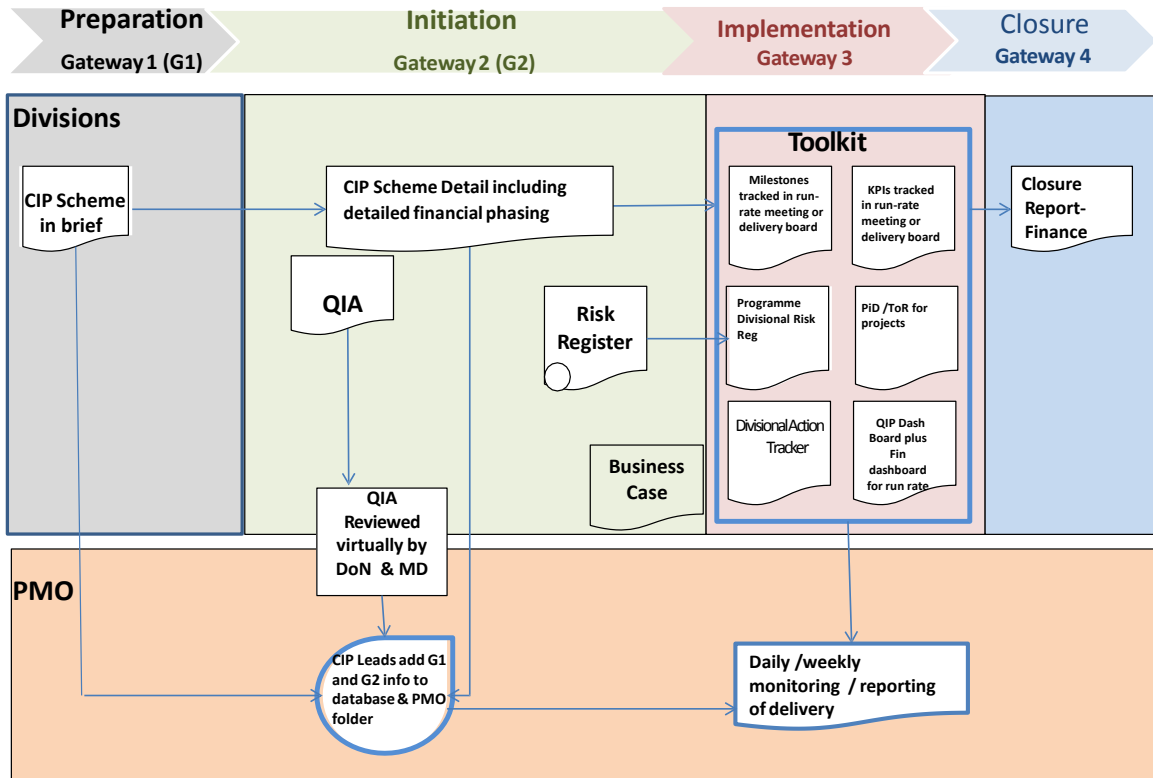 Preparation
Gateway 1 (G1)
Initiation
Gateway 2 (G2)
Implementation
Gateway 3
Closure
Gateway 4
Divisions
CIP Scheme
in brief
CIP Scheme Detail including
detailed financial phasing
QIA
Risk
Register
Business
Case
QIA
Reviewed
virtually by
DoN & MD
Toolkit
Milestones
tracked in run-
rate meeting or
delivery board
KPIs tracked
in run-rate
meeting or
delivery board
Programme
Divisional Risk
Reg
PiD /ToR for
projects
Divisional Action
Tracker
QIP Dash
Board plus
Fin
dashboard
for run rate
Closure
Report-
Finance
PMO
CIP Leads add G1
and G2 info to
database & PMO
folder
Daily /weekly
monitoring / reporting
of delivery